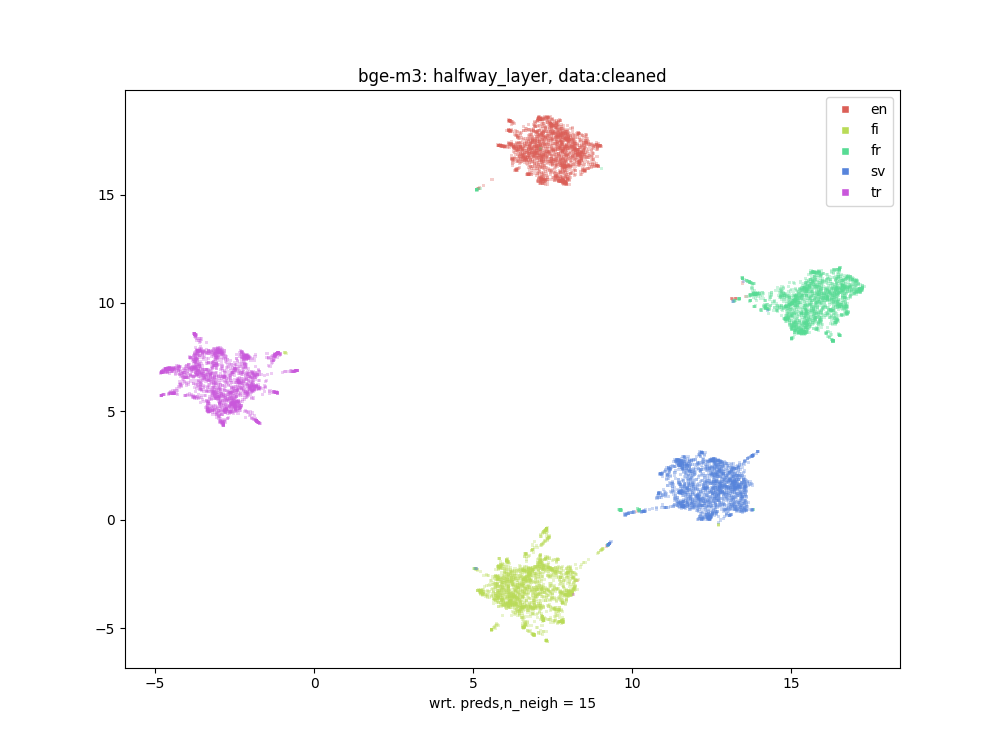 bge-m3: halfway_layer, data:cleaned
en
fi
fr
sv
tr
15
10
5
0
−5
−5
0
5
10
15
wrt. preds,n_neigh = 15